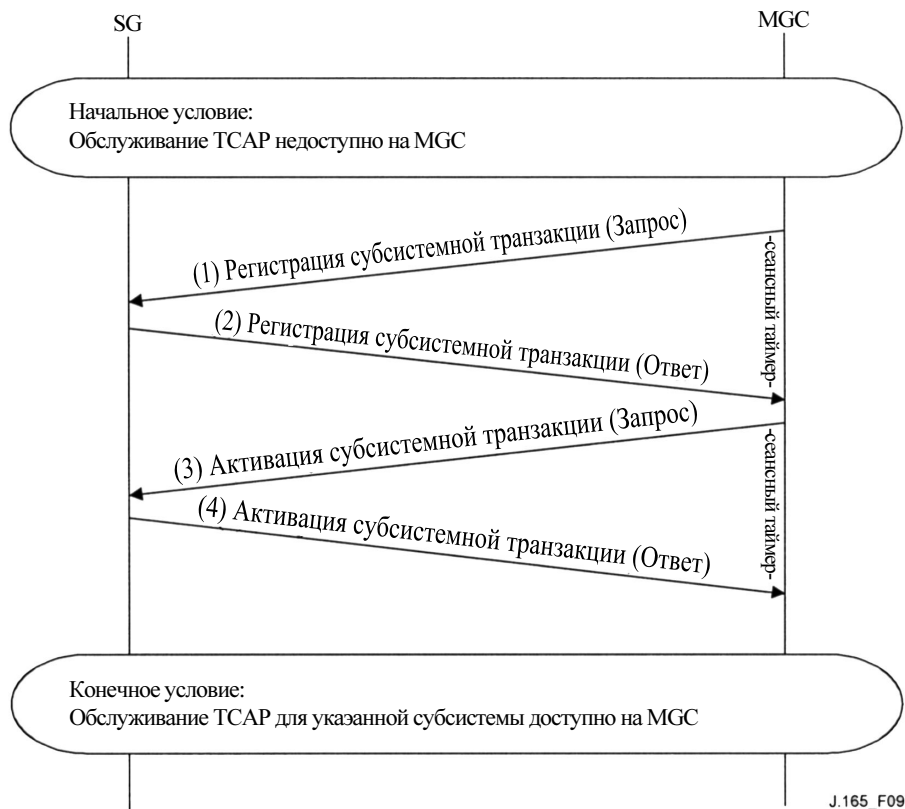 SG
MGC
Начальное условие:
Обслуживание TCAP недоступно на MGC
(1) Регистрация субсистемной транзакции (Запрос)
-сеансный таймер-
(2) Регистрация субсистемной транзакции (Ответ)
(3) Активация субсистемной транзакции (Запрос)
-сеансный таймер-
(4) Активация субсистемной транзакции (Ответ)
Конечное условие:
Обслуживание TCAP для указанной субсистемы доступно на MGC
J.165_F09